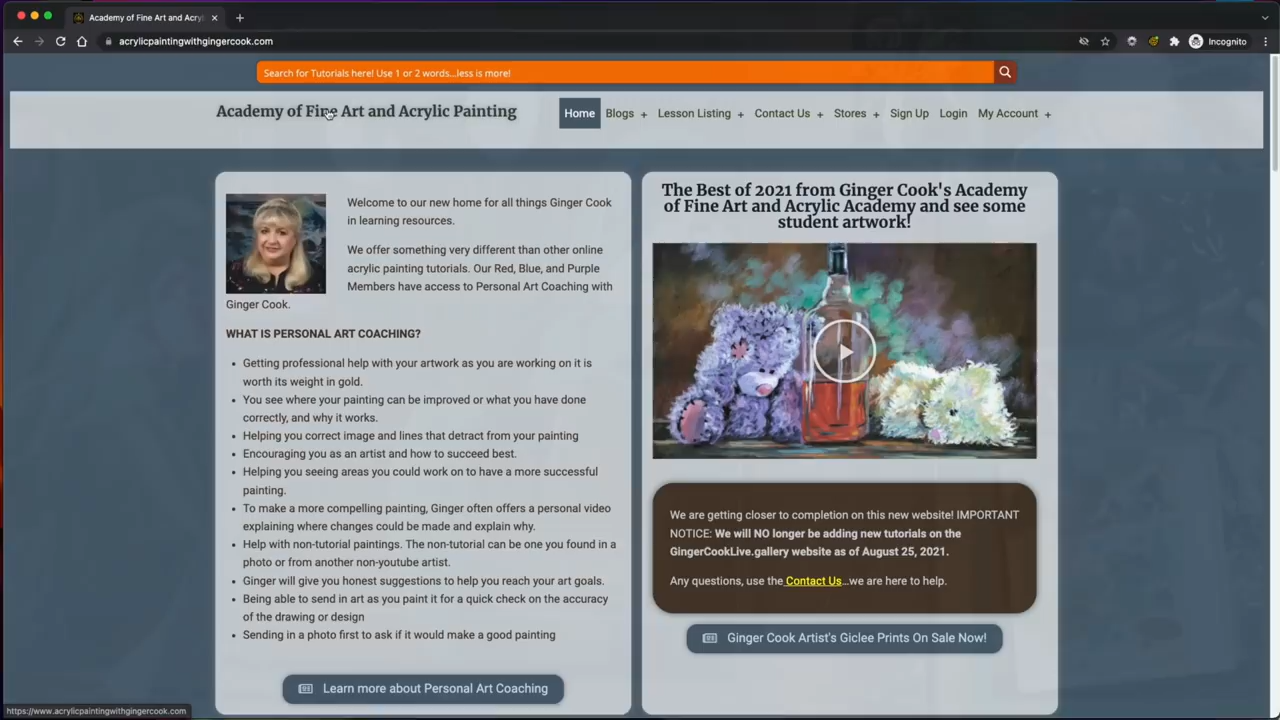 Academy of Fine Art and Acryl
acrylicpaintingwithgingercook.com
Incognito
Search for Tutorials here! Use 1 or 2 words...less is more!
Academy of Fine Art and Acrylic Painting
Home Blogs + Lesson Listing + Contact Us + Stores + Sign Up Login My Account +
Welcome to our new home for all things Ginger Cook
in learning resources.
We offer something very different than other online
acrylic painting tutorials. Our Red, Blue, and Purple
Members have access to Personal Art Coaching with
Ginger Cook.
WHAT IS PERSONAL ART COACHING?
• Getting professional help with your artwork as you are working on it is
worth its weight in gold.
• You see where your painting can be improved or what you have done
correctly, and why it works.
• Helping you correct image and lines that detract from your painting
• Encouraging you as an artist and how to succeed best.
• Helping you seeing areas you could work on to have a more successful
painting.
• To make a more compelling painting, Ginger often offers a personal video
explaining where changes could be made and explain why.
• Help with non-tutorial paintings. The non-tutorial can be one you found in a
photo or from another non-youtube artist.
• Ginger will give you honest suggestions to help you reach your art goals.
• Being able to send in art as you paint it for a quick check on the accuracy
of the drawing or design
• Sending in a photo first to ask if it would make a good painting
Learn more about Personal Art Coaching
The Best of 2021 from Ginger Cook's Academy
of Fine Art and Acrylic Academy and see some
student artwork!
We are getting closer to completion on this new website! IMPORTANT
NOTICE: We will NO longer be adding new tutorials on the
GingerCookLive.gallery website as of August 25, 2021.
Any questions, use the Contact Us...we are here to help.
Ginger Cook Artist's Giclee Prints On Sale Now!
https://www.acrylicpaintingwithgingercook.com